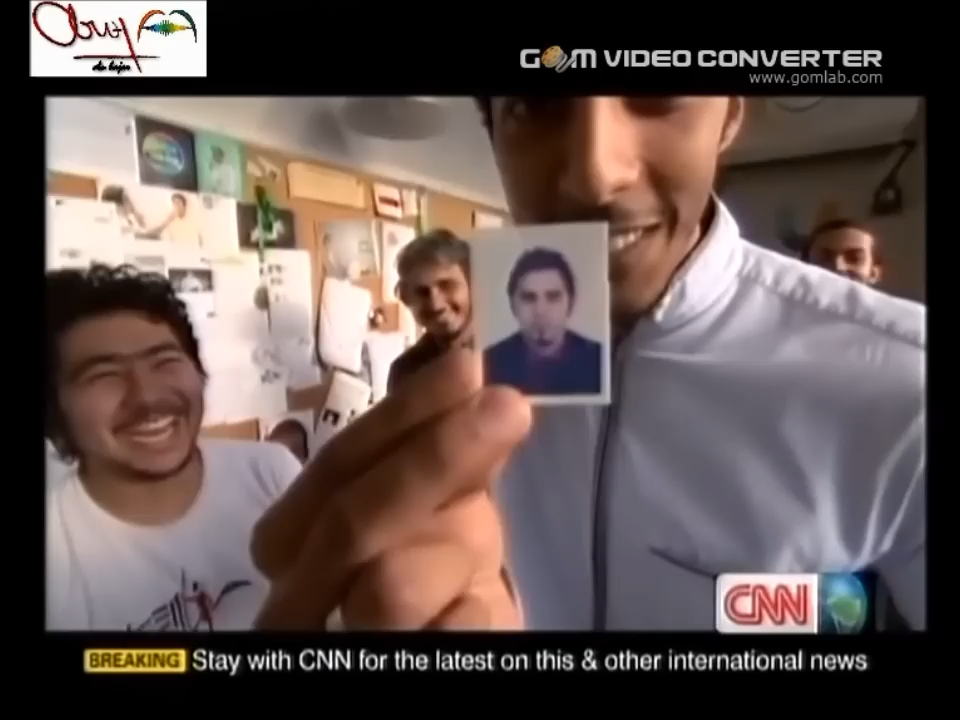 GOM VIDEO CONVERTER
www.gomlab.com
CNN
BREAKING Stay with CNN for the latest on this & other international news